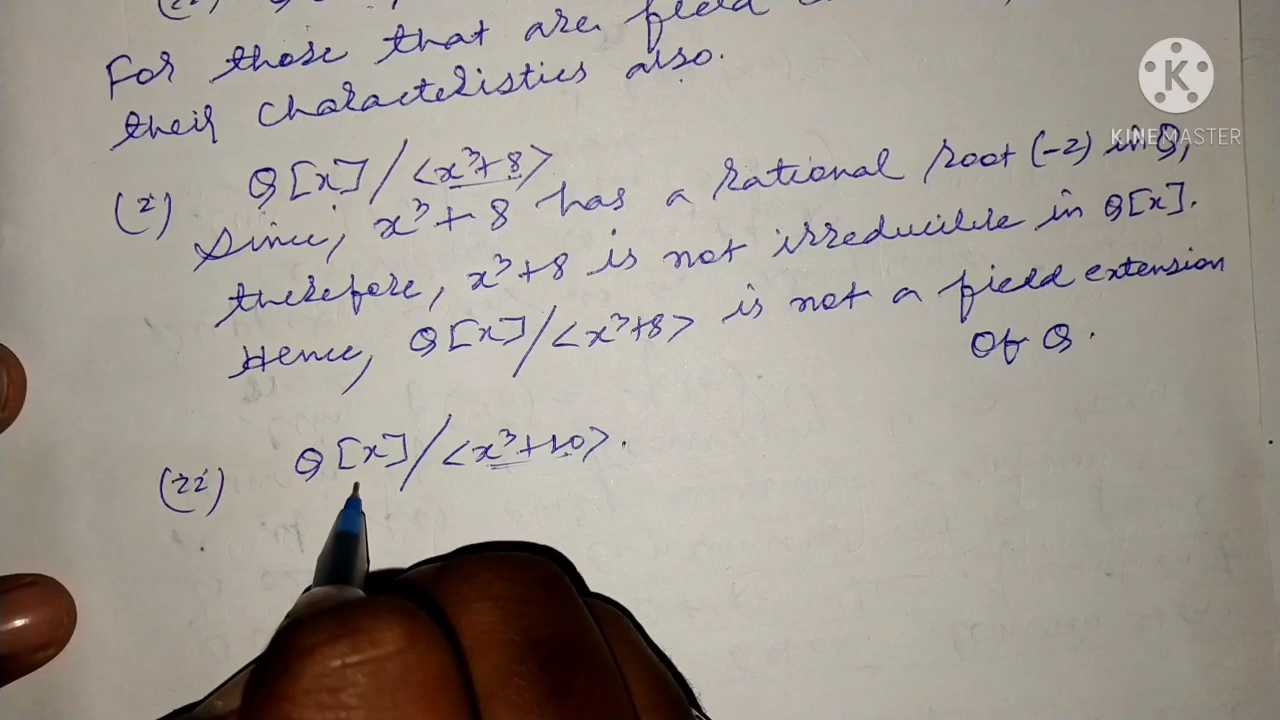 For those that are field
their characteristics also.
(i) Q[x]/<x³+8>
Since, x³+8 has a rational root (-2) in Q,
therefore, x³+8 is not irreducible in Q[x].
Hence, Q[x]/<x³+8> is not a field extension
of Q.
(ii) Q[x]/<x³+10>.
K
KINEMASTER